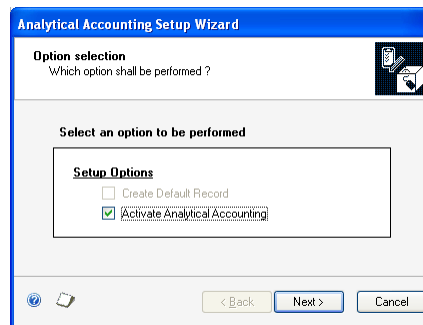 Analytical Accounting Setup Wizard
Option selection
Which option shall be performed ?
Select an option to be performed
Setup Options
Create Default Record
Activate Analytical Accounting
< Back
Next >
Cancel